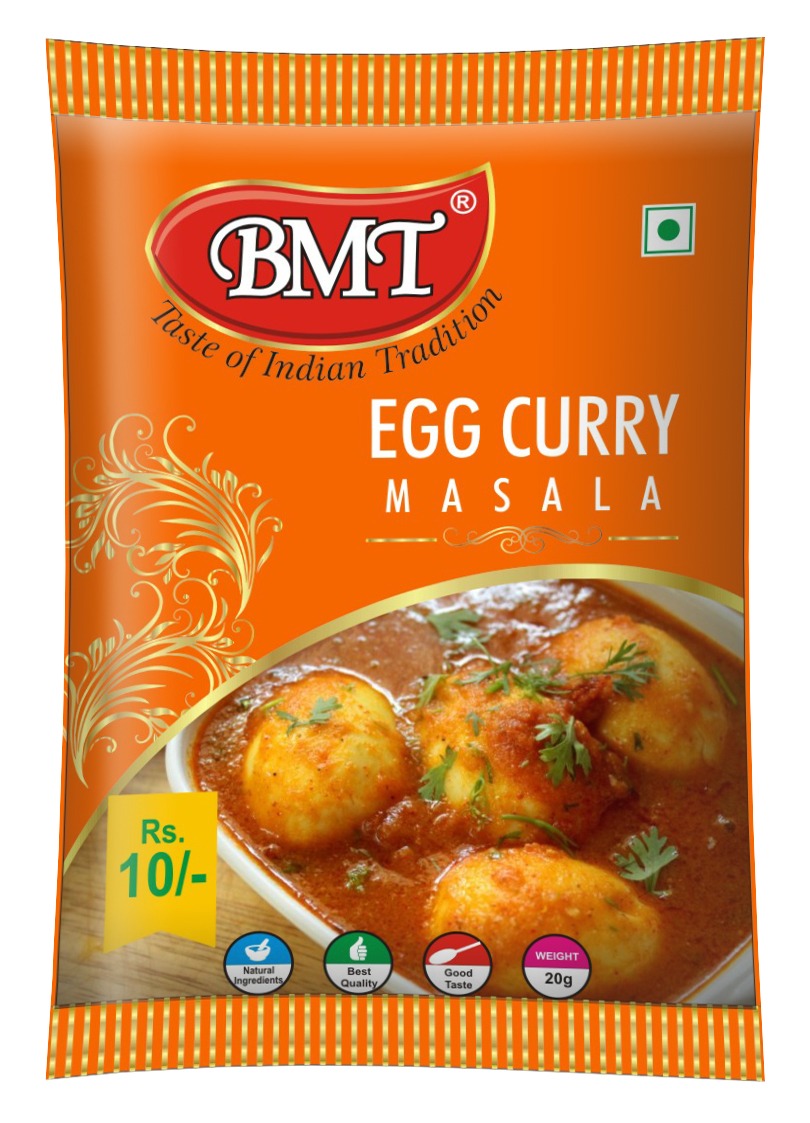 BMT®
Taste of Indian Tradition
EGG CURRY
MASALA
Rs.
10/-
Natural
Ingredients
Best
Quality
Good
Taste
WEIGHT
20g